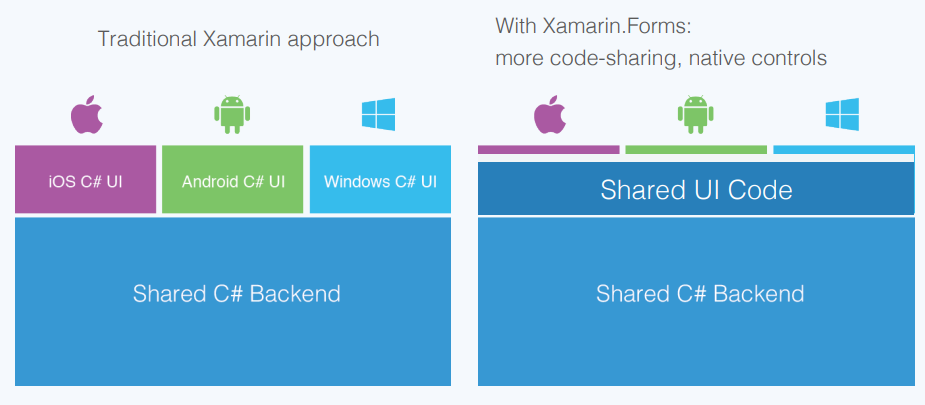 Traditional Xamarin approach
iOS C# UI
Android C# UI
Windows C# UI
Shared C# Backend
With Xamarin.Forms:
more code-sharing, native controls
Shared UI Code
Shared C# Backend